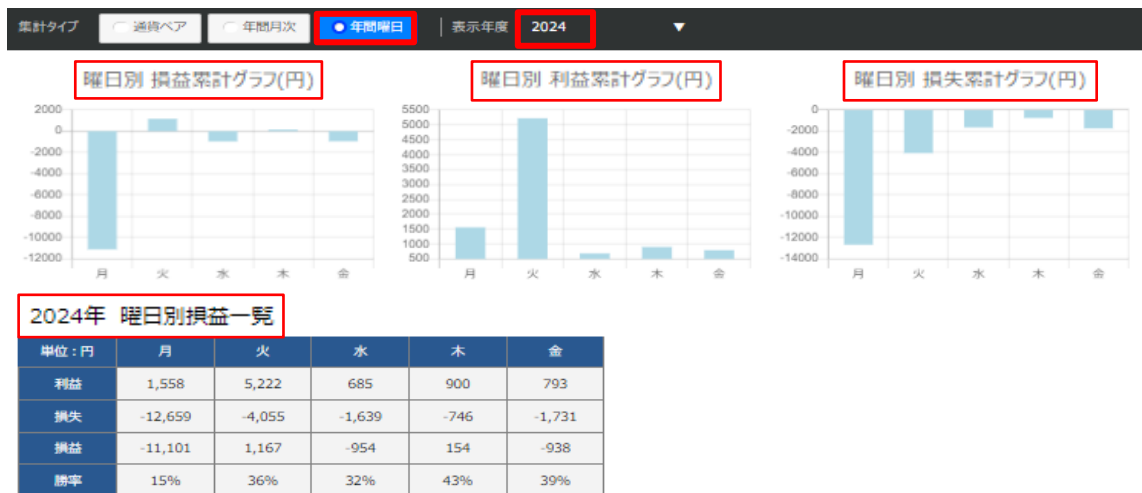 集計タイプ 通貨ペア 年間月次 年間曜日 表示年度 2024 ▼
曜日別 損益累計グラフ(円)
2000
0
-2000
-4000
-6000
-8000
-10000
-12000
月 火 水 木 金
曜日別 利益累計グラフ(円)
5500
5000
4500
4000
3500
3000
2500
2000
1500
1000
500
月 火 水 木 金
曜日別 損失累計グラフ(円)
0
-2000
-4000
-6000
-8000
-10000
-12000
-14000
月 火 水 木 金
2024年 曜日別損益一覧
単位：円 月 火 水 木 金
利益 1,558 5,222 685 900 793
損失 -12,659 -4,055 -1,639 -746 -1,731
損益 -11,101 1,167 -954 154 -938
勝率 15% 36% 32% 43% 39%